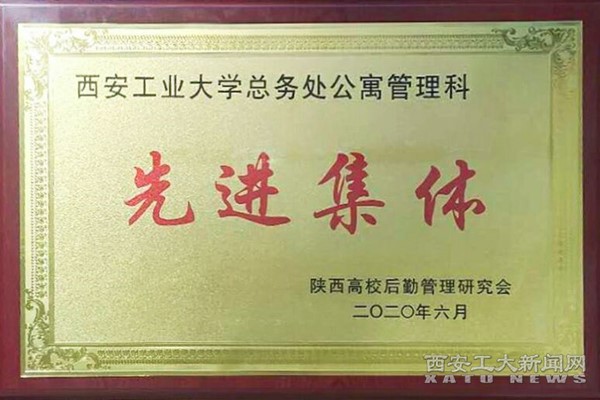 西安工业大学总务处公寓管理科
先进集体
陕西高校后勤管理研究会
二〇二〇年六月
西安工大新闻网
XATU NEWS